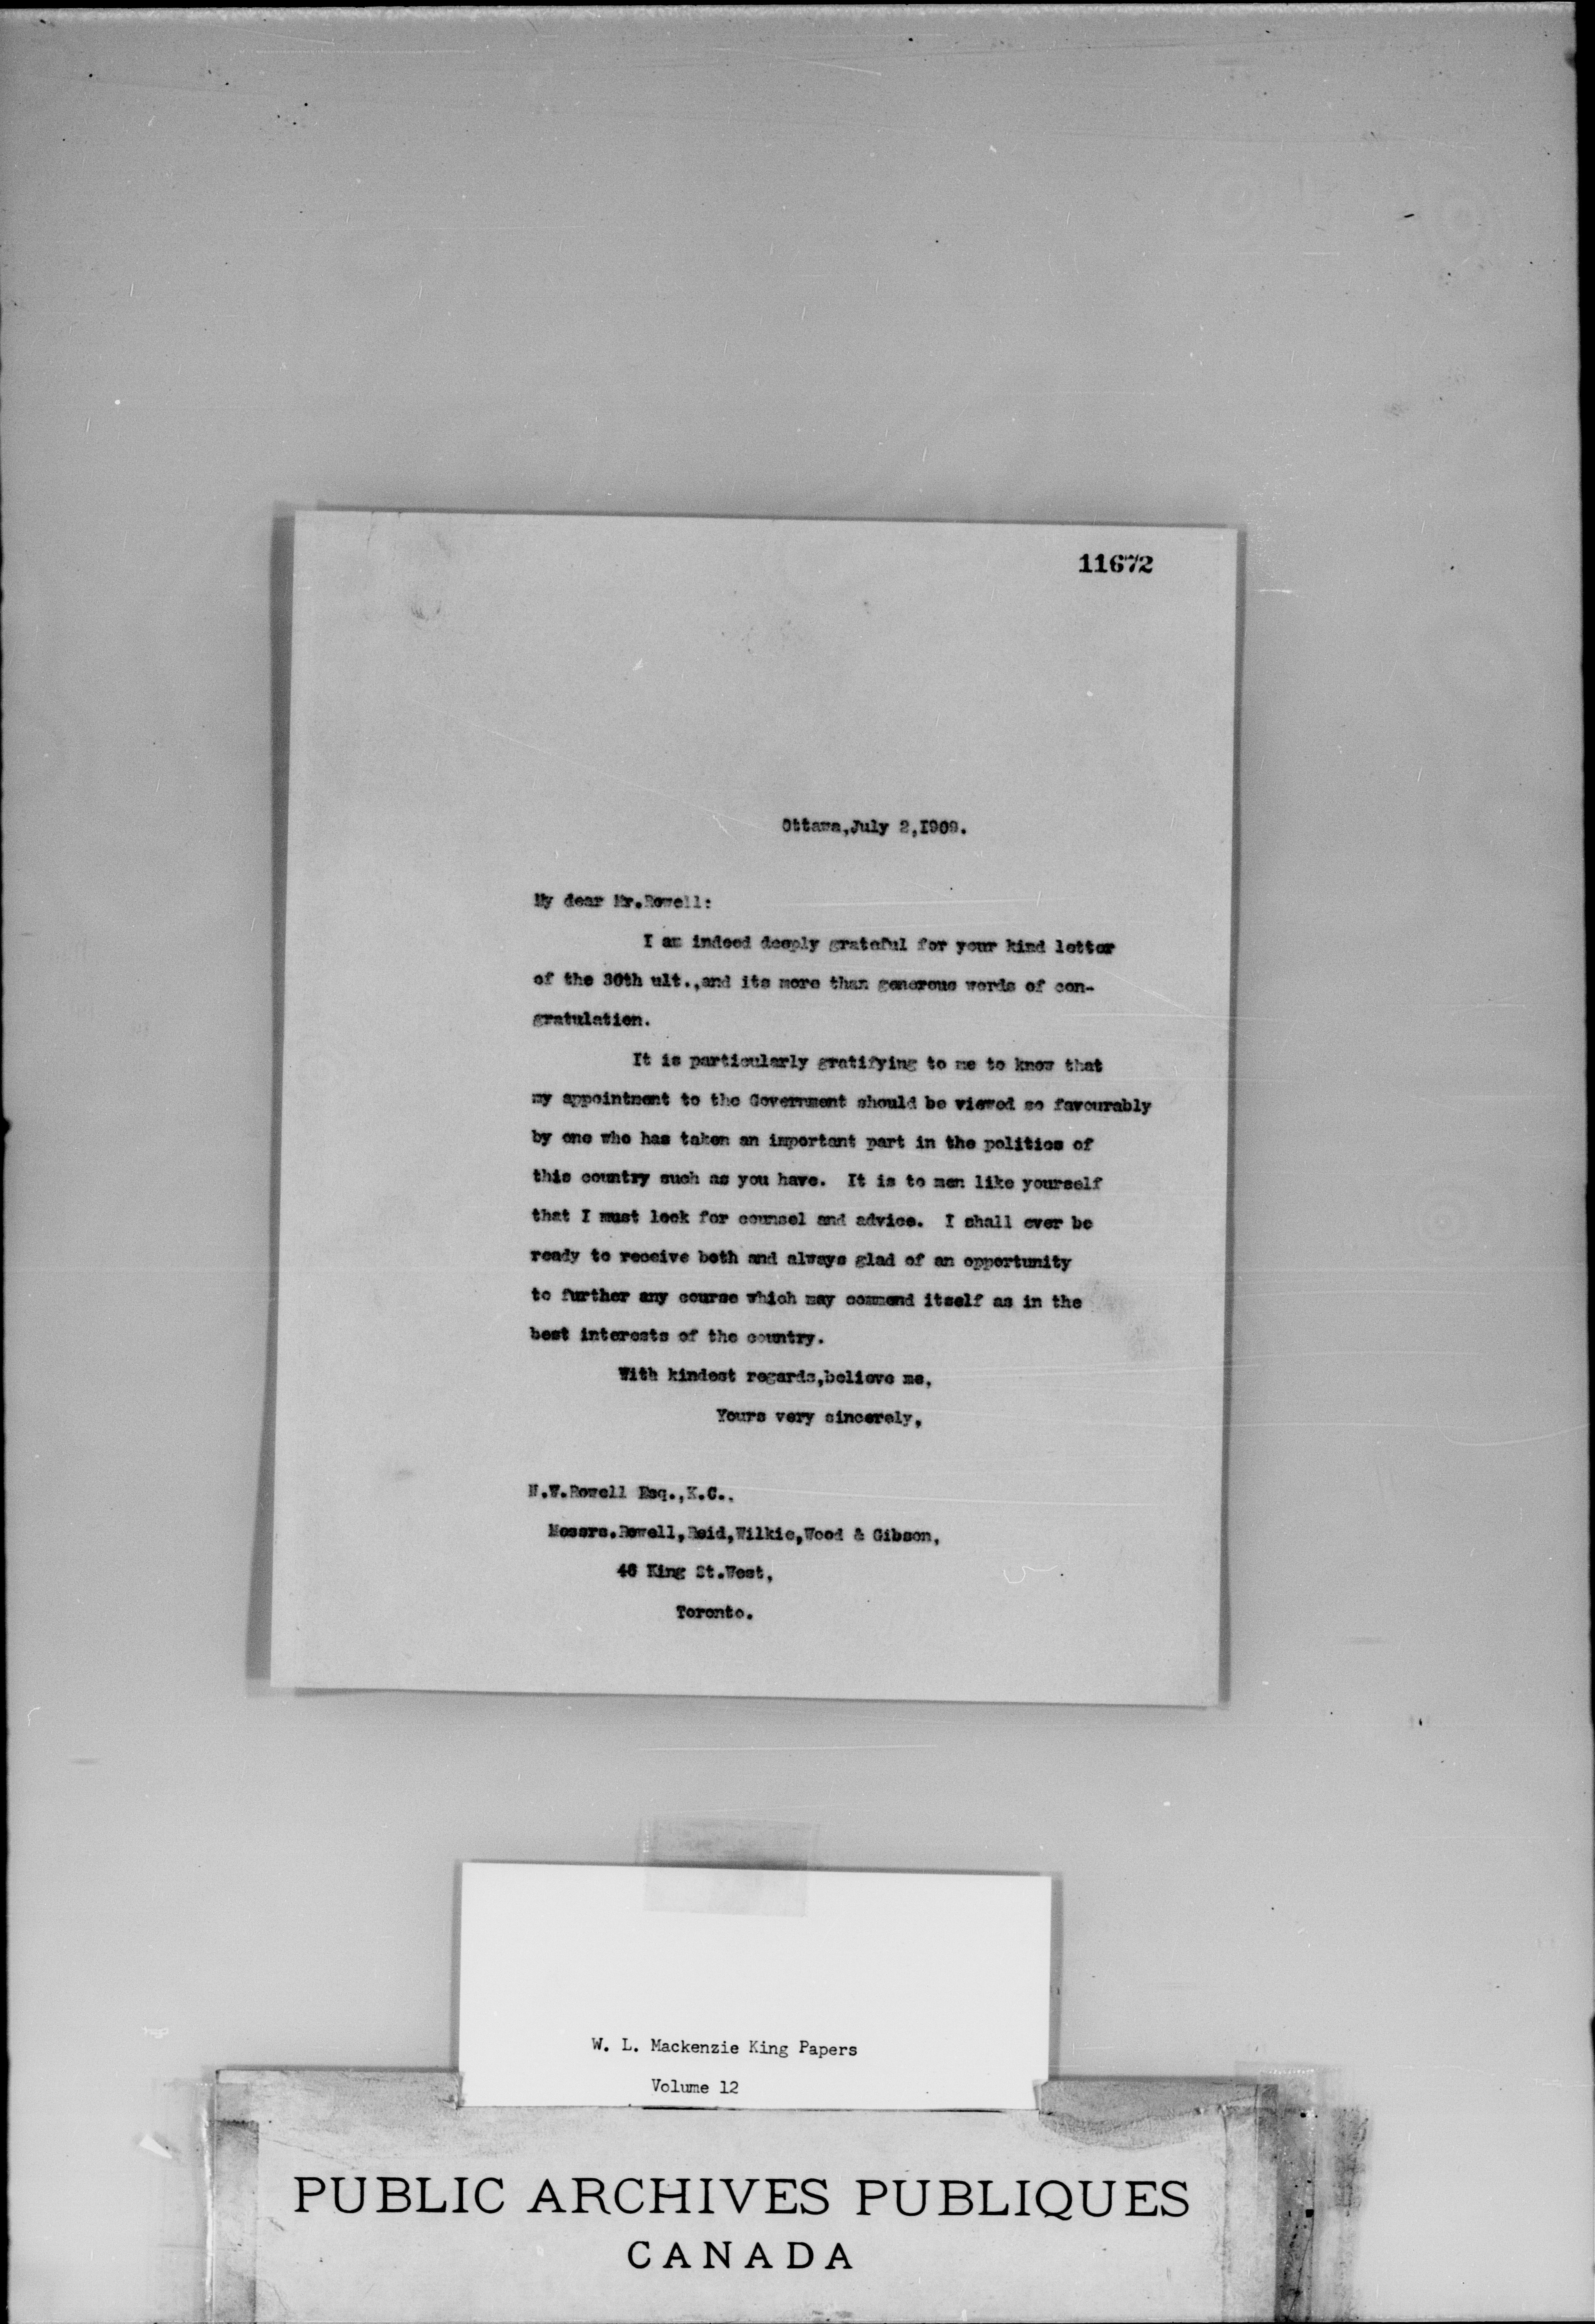 11672
Ottawa,July 2,I909.
My dear Mr.Rowell:
I am indeed deeply grateful for your kind letter
of the 30th ult.,and its more than generous words of con-
gratulation.
It is particularly gratifying to me to know that
my appointment to the Government should be viewed so favourably
by one who has taken an important part in the politics of
this country such as you have. It is to men like yourself
that I must look for counsel and advice. I shall ever be
ready to receive both and always glad of an opportunity
to further any course which may commend itself as in the
best interests of the country.
With kindest regards,believe me,
Yours very sincerely,
N.W.Rowell Esq.,K.C.,
Messrs.Rowell,Reid,Wilkie,Wood & Gibson,
46 King St.West,
Toronto.
W. L. Mackenzie King Papers
Volume 12
PUBLIC ARCHIVES PUBLIQUES
CANADA